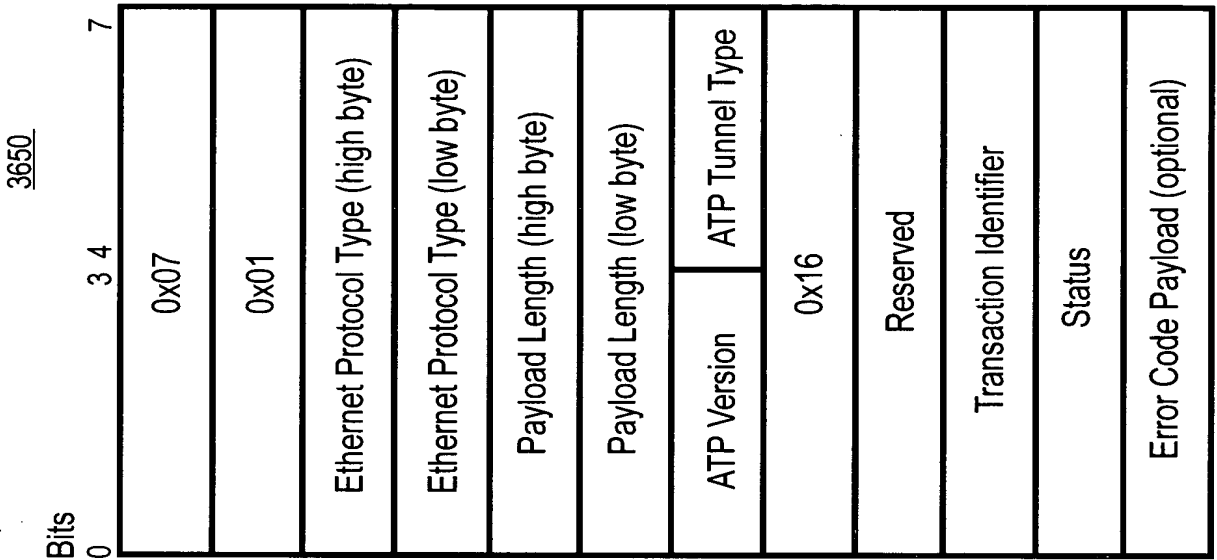 3650
Bits
0 3 4 7
0x07
0x01
Ethernet Protocol Type (high byte)
Ethernet Protocol Type (low byte)
Payload Length (high byte)
Payload Length (low byte)
ATP Version ATP Tunnel Type
0x16
Reserved
Transaction Identifier
Status
Error Code Payload (optional)